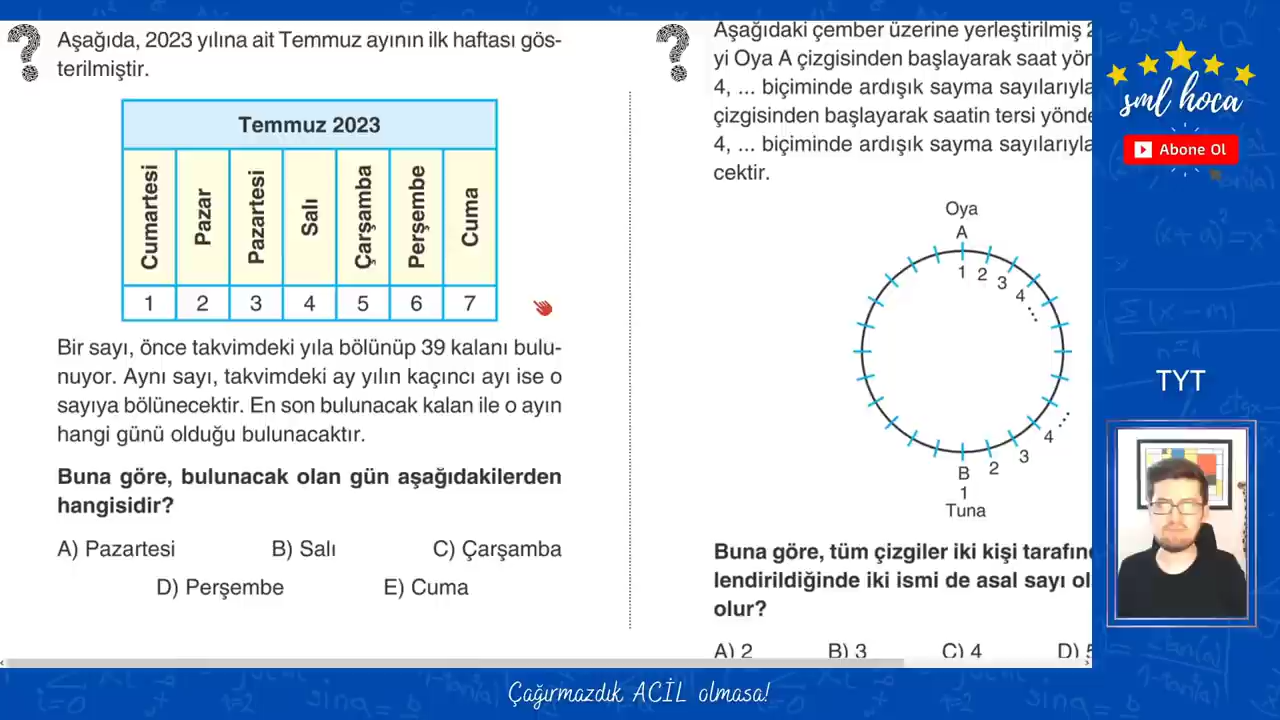 Aşağıda, 2023 yılına ait Temmuz ayının ilk haftası gös-
terilmiştir.
Temmuz 2023
Cumartesi Pazar Pazartesi Salı Çarşamba Perşembe Cuma
1 2 3 4 5 6 7
Bir sayı, önce takvimdeki yıla bölünüp 39 kalanı bulu-
nuyor. Aynı sayı, takvimdeki ay yılın kaçıncı ayı ise o
sayıya bölünecektir. En son bulunacak kalan ile o ayın
hangi günü olduğu bulunacaktır.
Buna göre, bulunacak olan gün aşağıdakilerden
hangisidir?
A) Pazartesi B) Salı C) Çarşamba
D) Perşembe E) Cuma
Aşağıdaki çember üzerine yerleştirilmiş 2
yi Oya A çizgisinden başlayarak saat yön
4, ... biçiminde ardışık sayma sayılarıyla
çizgisinden başlayarak saatin tersi yönde
4, ... biçiminde ardışık sayma sayılarıyla
cektir.
Oya
A
1 2 3 4 ...
4 ...
3
2
B
1
Tuna
Buna göre, tüm çizgiler iki kişi tarafın
lendirildiğinde iki ismi de asal sayı ol
olur?
A) 2 B) 3 C) 4 D) 5
sml hoca
Abone Ol
TYT
Çağırmazdık ACİL olmasa!